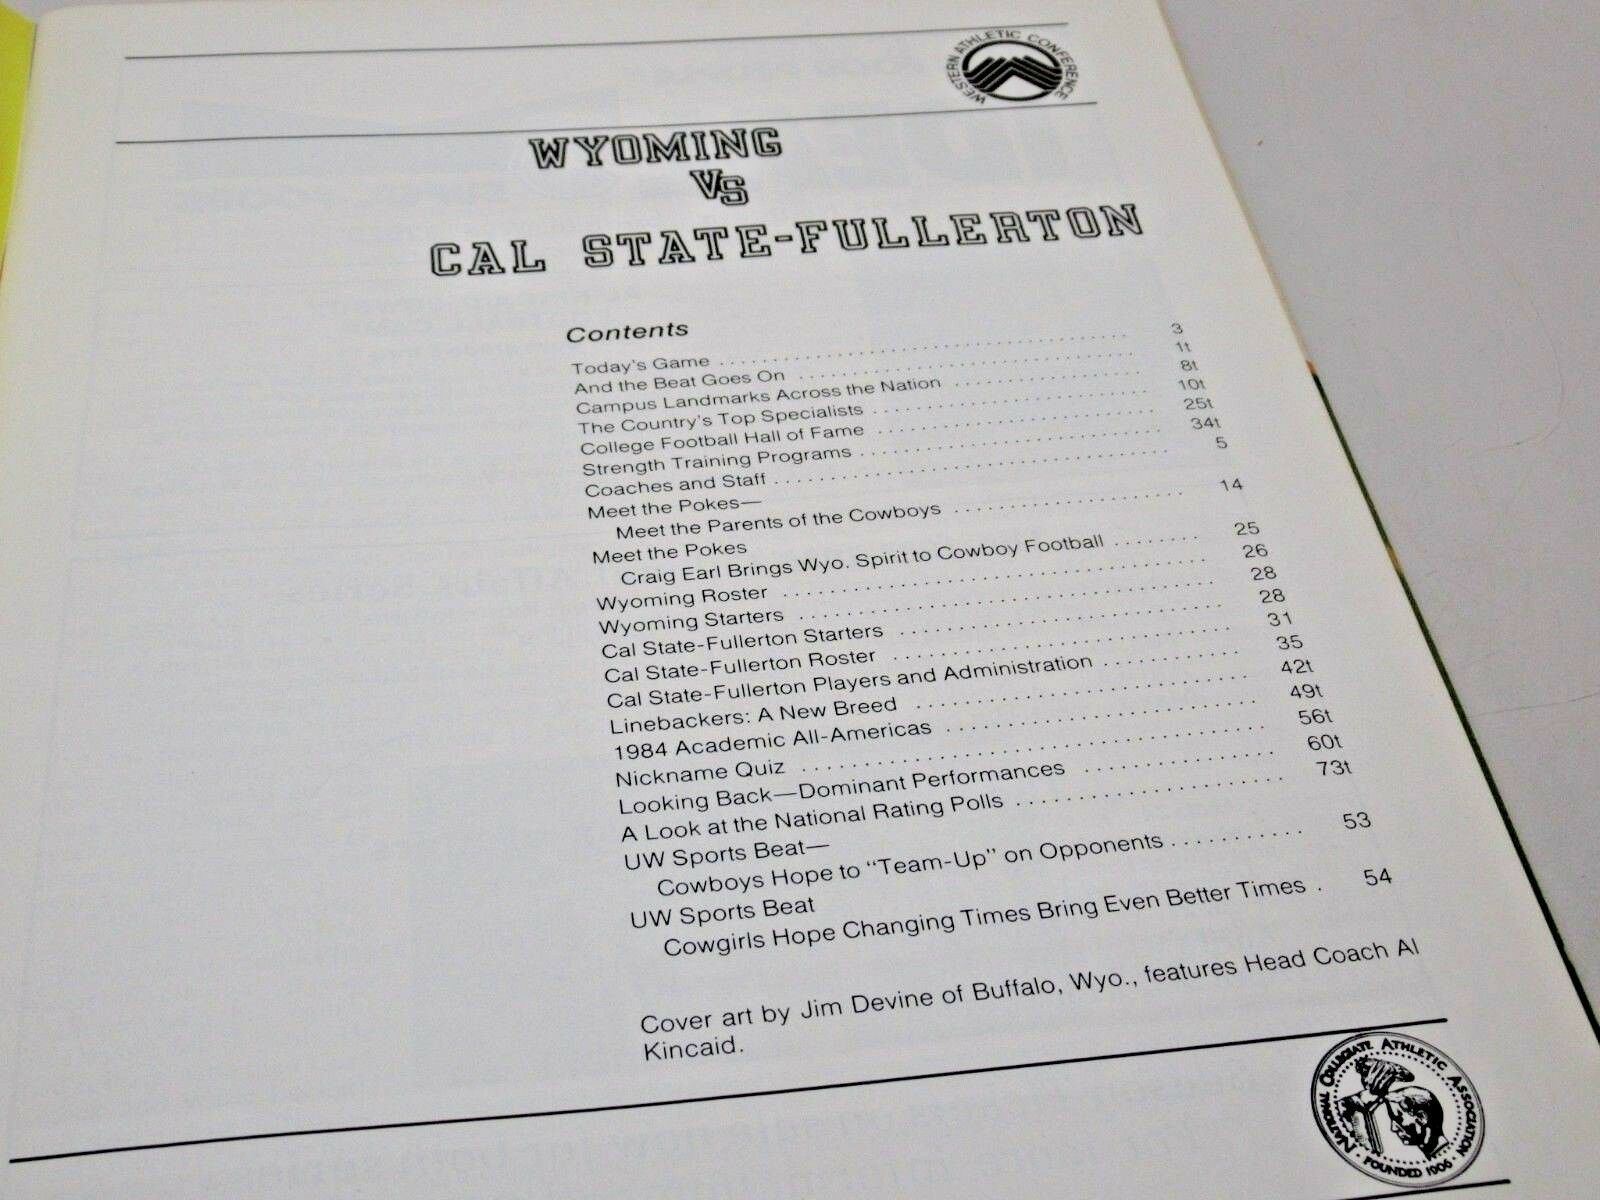 WESTERN ATHLETIC CONFERENCE
WYOMING
VS
CAL STATE-FULLERTON
Contents
Today's Game 3
And the Beat Goes On 1t
Campus Landmarks Across the Nation 8t
The Country's Top Specialists 10t
College Football Hall of Fame 25t
Strength Training Programs 34t
Coaches and Staff 5
Meet the Pokes—
Meet the Parents of the Cowboys 14
Meet the Pokes
Craig Earl Brings Wyo. Spirit to Cowboy Football 25
Wyoming Roster 26
Wyoming Starters 28
Cal State-Fullerton Starters 28
Cal State-Fullerton Roster 31
Cal State-Fullerton Players and Administration 35
Linebackers: A New Breed 42t
1984 Academic All-Americas 49t
Nickname Quiz 56t
Looking Back—Dominant Performances 60t
A Look at the National Rating Polls 73t
UW Sports Beat—
Cowboys Hope to "Team-Up" on Opponents 53
UW Sports Beat
Cowgirls Hope Changing Times Bring Even Better Times 54
Cover art by Jim Devine of Buffalo, Wyo., features Head Coach Al
Kincaid.
NATIONAL COLLEGIATE ATHLETIC ASSOCIATION
FOUNDED 1906